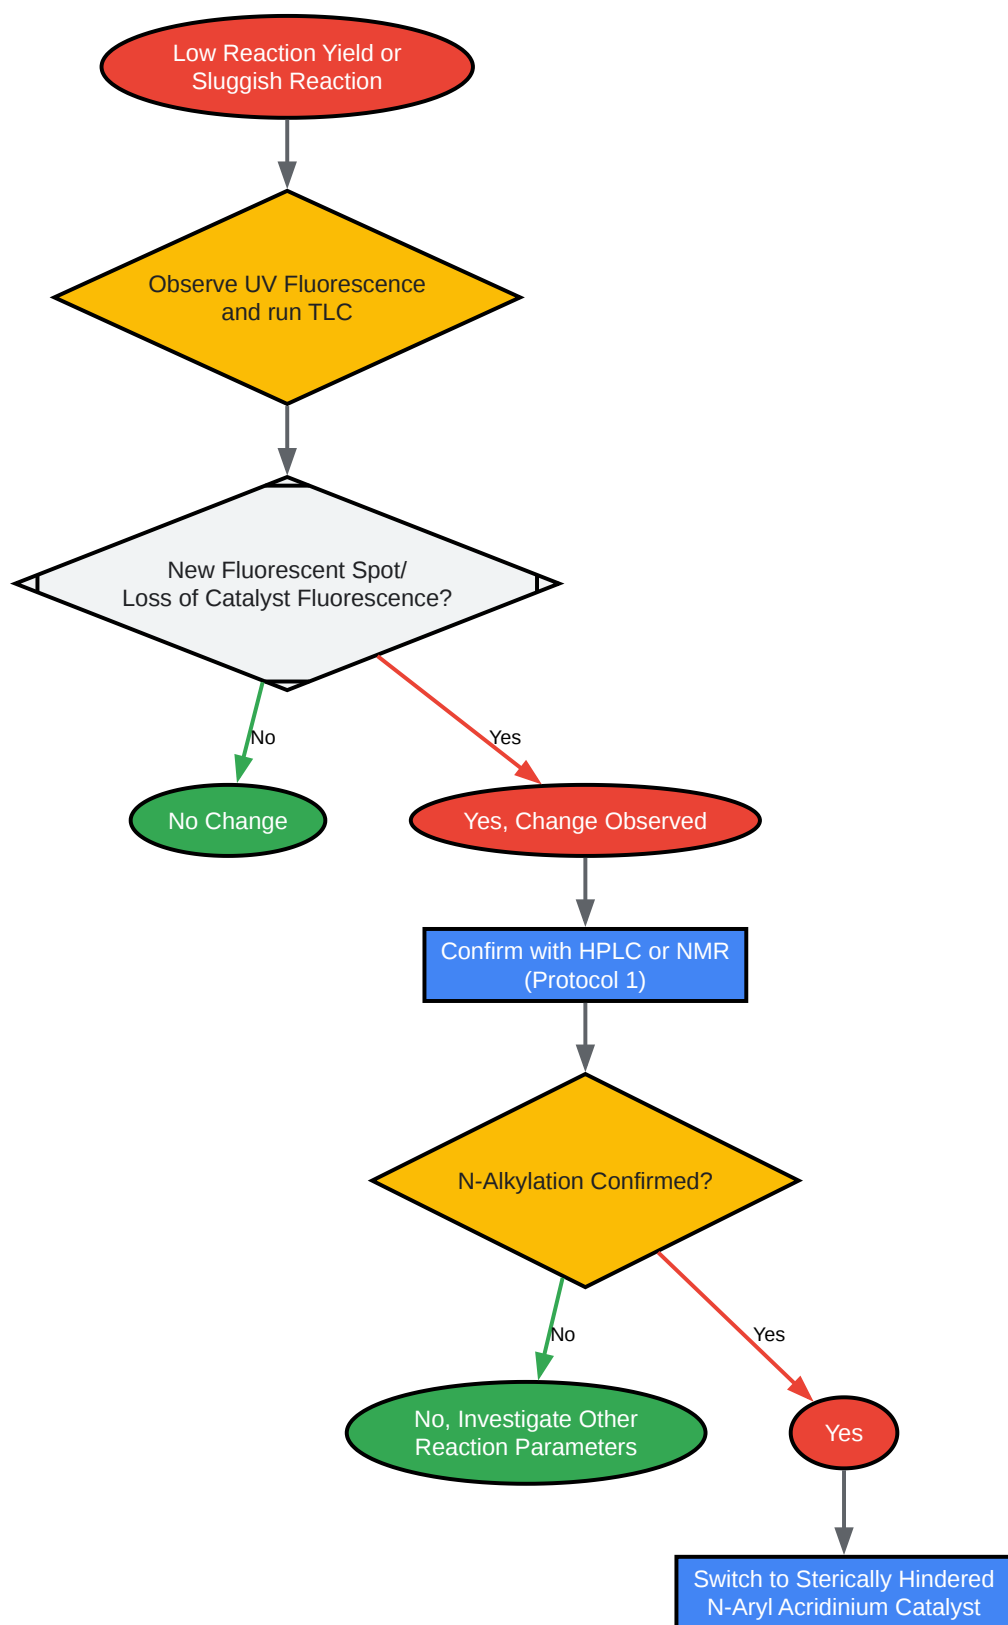 Low Reaction Yield or
Sluggish Reaction
Observe UV Fluorescence
and run TLC
New Fluorescent Spot/
Loss of Catalyst Fluorescence?
No
Yes
No Change
Yes, Change Observed
Confirm with HPLC or NMR
(Protocol 1)
N-Alkylation Confirmed?
No
Yes
No, Investigate Other
Reaction Parameters
Yes
Switch to Sterically Hindered
N-Aryl Acridinium Catalyst